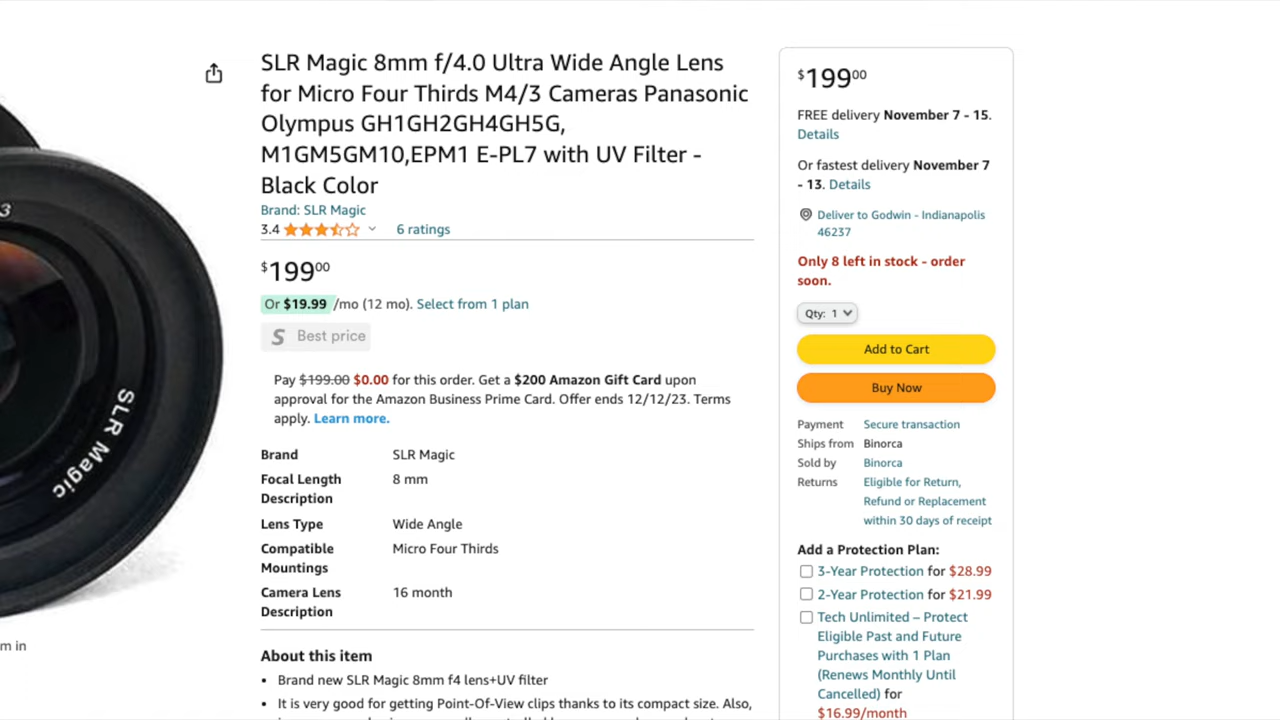 SLR Magic 8mm f/4.0 Ultra Wide Angle Lens
for Micro Four Thirds M4/3 Cameras Panasonic
Olympus GH1GH2GH4GH5G,
M1GM5GM10,EPM1 E-PL7 with UV Filter -
Black Color
Brand: SLR Magic
3.4 6 ratings
$19900
Or $19.99 /mo (12 mo). Select from 1 plan
S Best price
Pay $199.00 $0.00 for this order. Get a $200 Amazon Gift Card upon
approval for the Amazon Business Prime Card. Offer ends 12/12/23. Terms
apply. Learn more.
Brand SLR Magic
Focal Length 8 mm
Description
Lens Type Wide Angle
Compatible Micro Four Thirds
Mountings
Camera Lens 16 month
Description
About this item
• Brand new SLR Magic 8mm f4 lens+UV filter
• It is very good for getting Point-Of-View clips thanks to its compact size. Also,
$19900
FREE delivery November 7 - 15.
Details
Or fastest delivery November 7
- 13. Details
Deliver to Godwin - Indianapolis
46237
Only 8 left in stock - order
soon.
Qty: 1
Add to Cart
Buy Now
Payment Secure transaction
Ships from Binorca
Sold by Binorca
Returns Eligible for Return,
Refund or Replacement
within 30 days of receipt
Add a Protection Plan:
3-Year Protection for $28.99
2-Year Protection for $21.99
Tech Unlimited – Protect
Eligible Past and Future
Purchases with 1 Plan
(Renews Monthly Until
Cancelled) for
$16.99/month
3
SLR Magic
m in